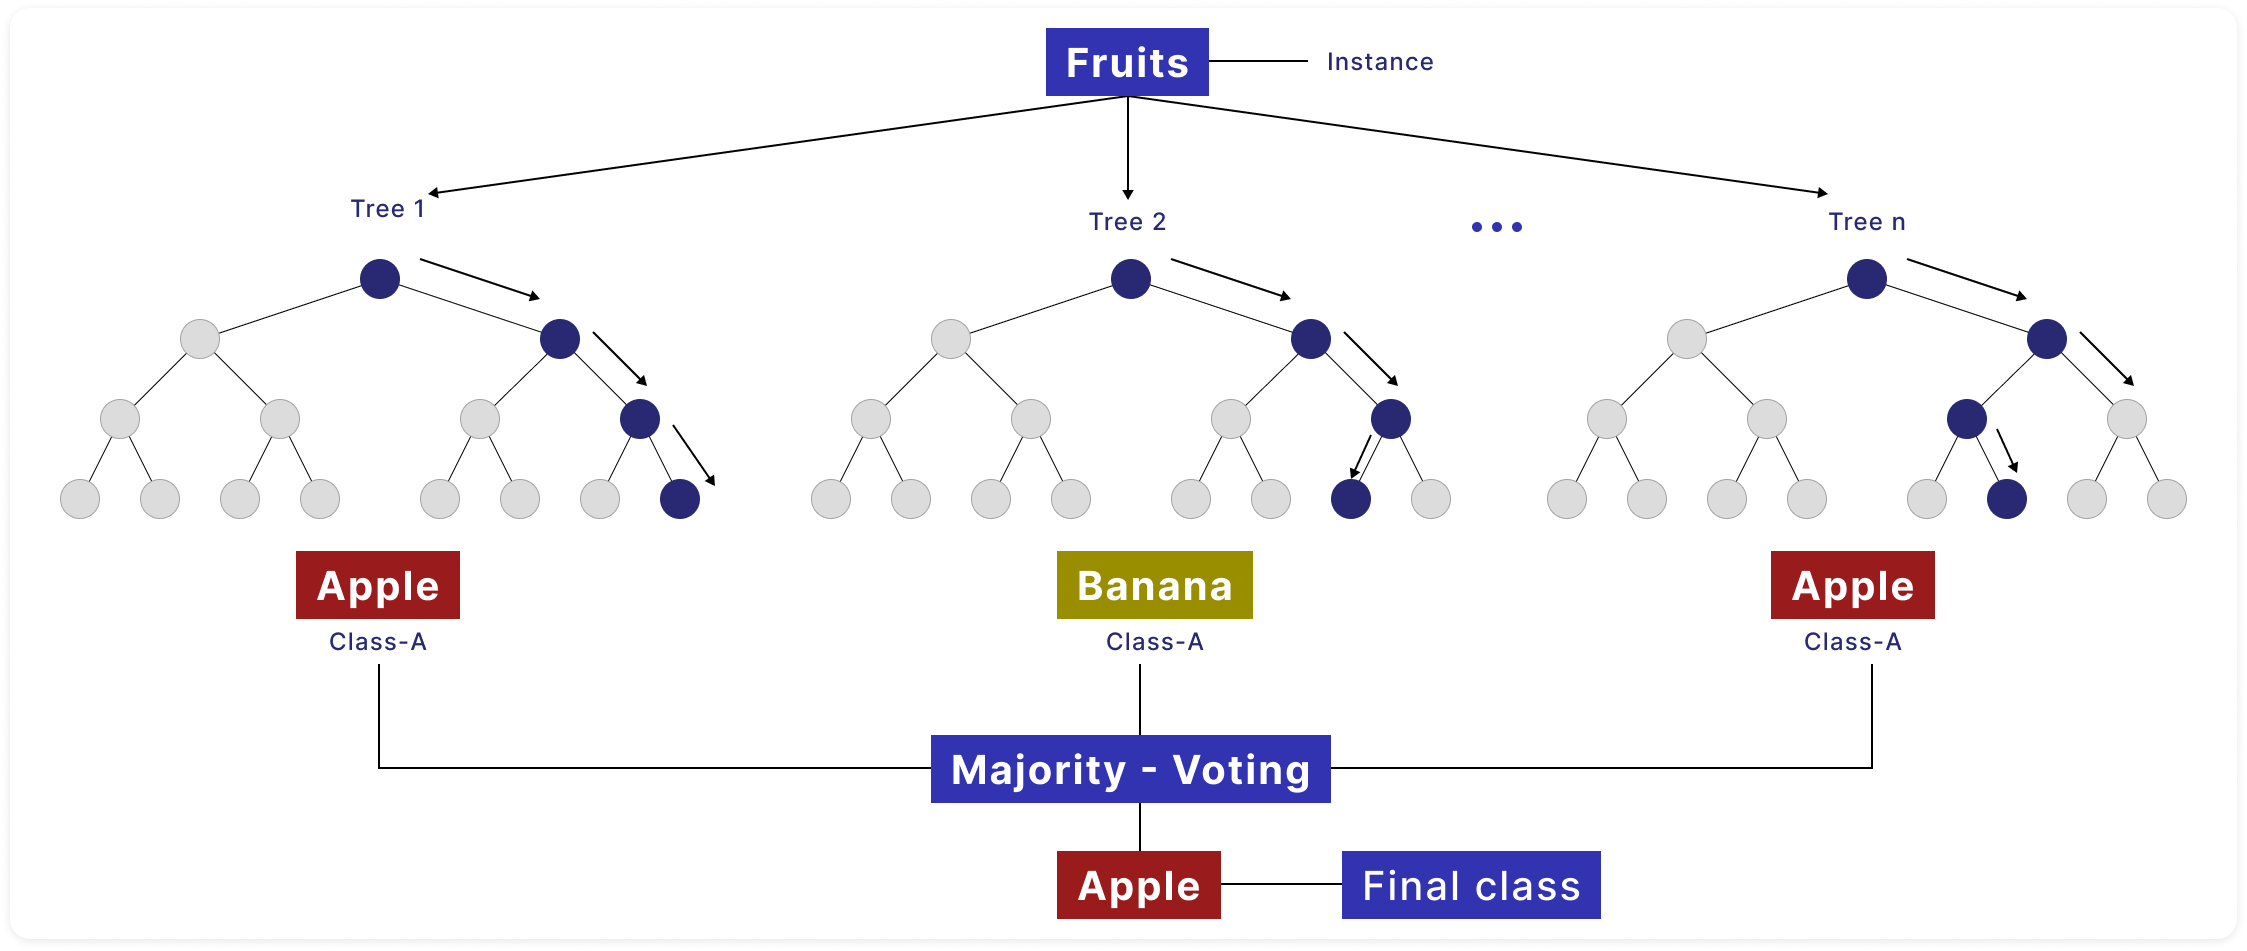 Fruits
Instance
Tree 1
Tree 2
Tree n
Apple
Banana
Apple
Class-A
Class-A
Class-A
Majority - Voting
Apple
Final class